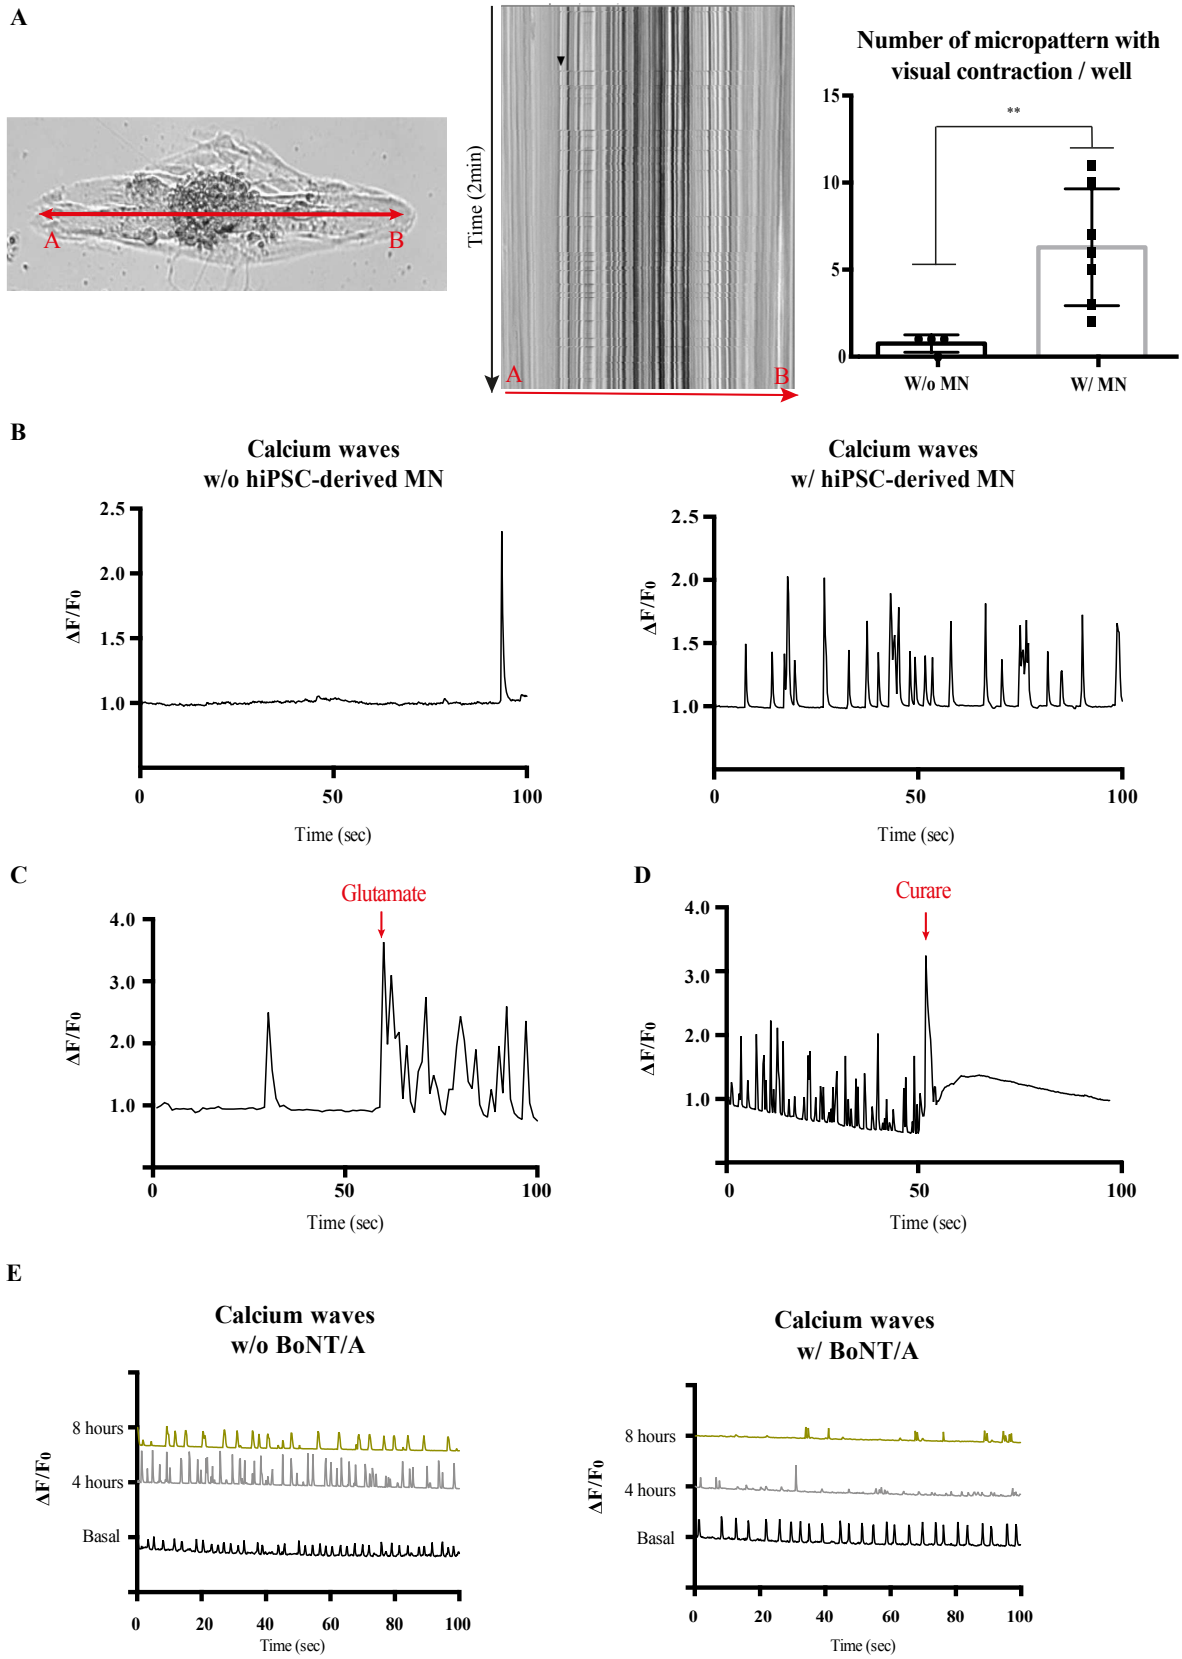 A
A
B
Time (2min)
A
B
Number of micropattern with
visual contraction / well
15
**
10
5
0
W/o MN
W/ MN
B
Calcium waves
w/o hiPSC-derived MN
2.5
2.0
1.5
1.0
ΔF/F0
0
50
100
Time (sec)
Calcium waves
w/ hiPSC-derived MN
2.5
2.0
1.5
1.0
ΔF/F0
0
50
100
Time (sec)
C
Glutamate
4.0
3.0
2.0
1.0
ΔF/F0
0
50
100
Time (sec)
D
Curare
4.0
3.0
2.0
1.0
ΔF/F0
0
50
100
Time (sec)
E
Calcium waves
w/o BoNT/A
8 hours
4 hours
Basal
ΔF/F0
0
20
40
60
80
100
Time (sec)
Calcium waves
w/ BoNT/A
8 hours
4 hours
Basal
ΔF/F0
0
20
40
60
80
100
Time (sec)